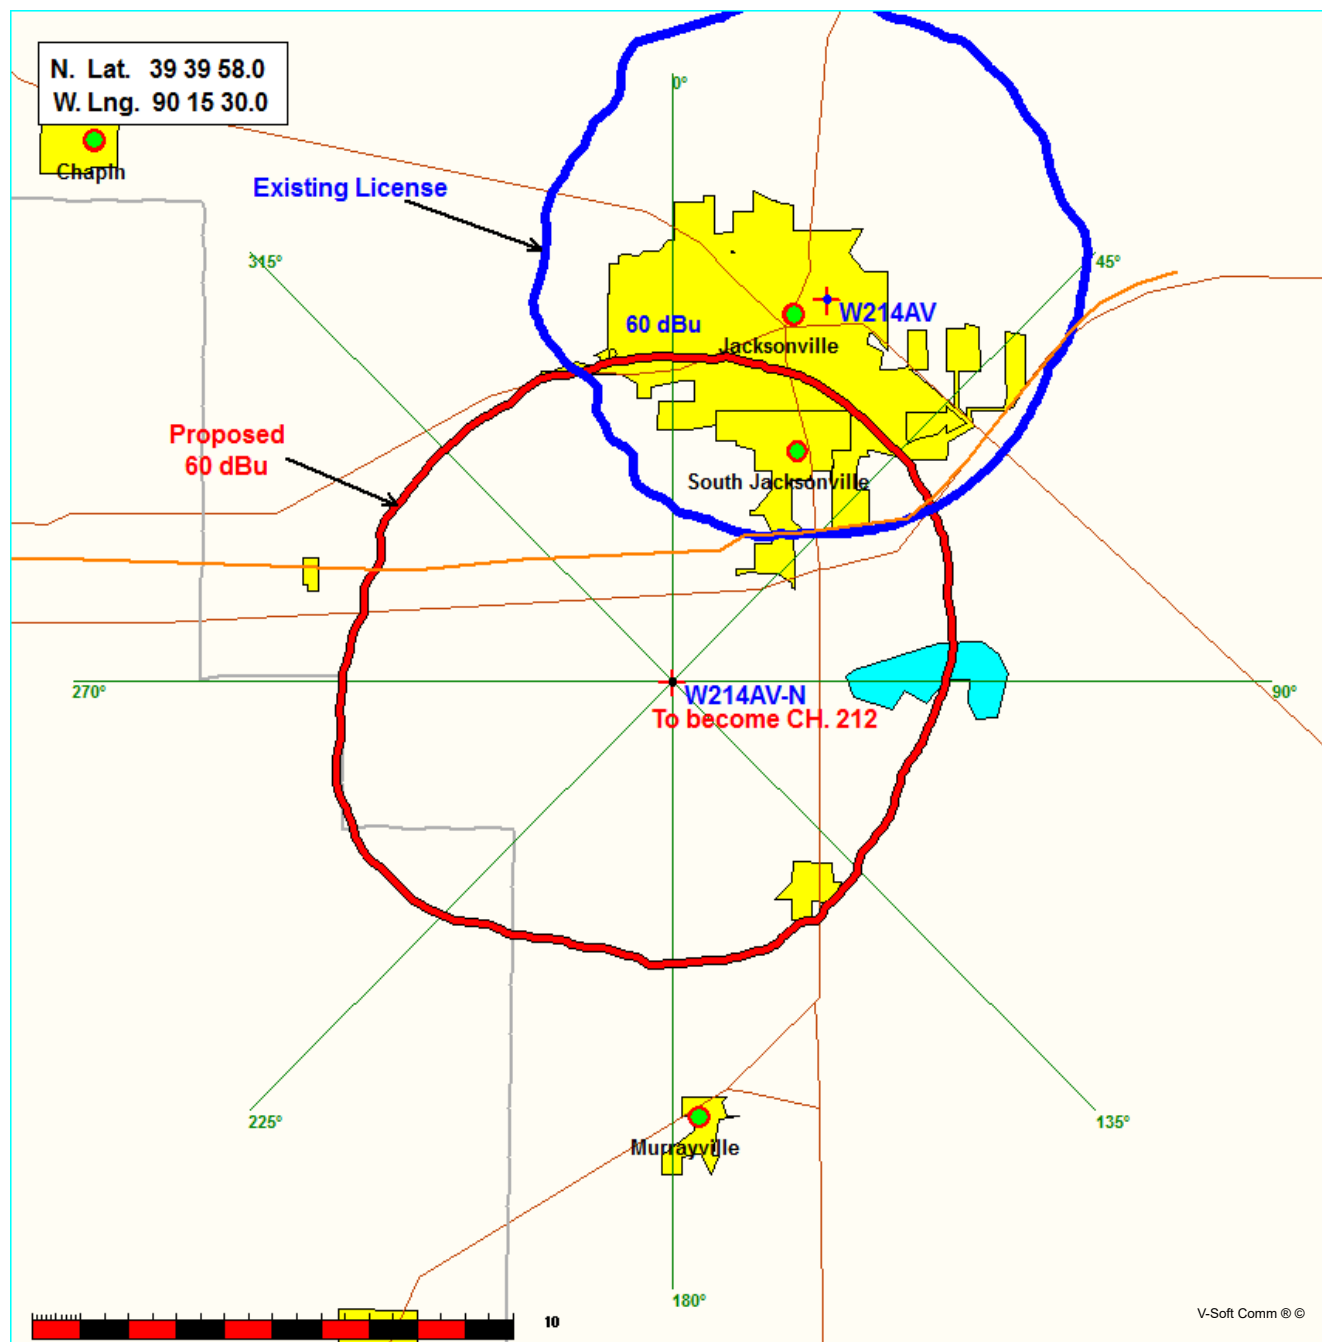 N. Lat. 39 39 58.0
W. Lng. 90 15 30.0
0°
Chapin
Existing License
315°
45°
W214AV
60 dBu
Jacksonville
Proposed
60 dBu
South Jacksonville
270°
W214AV-N
90°
To become CH. 212
225°
135°
Murrayville
180°
10
V-Soft Comm ® ©